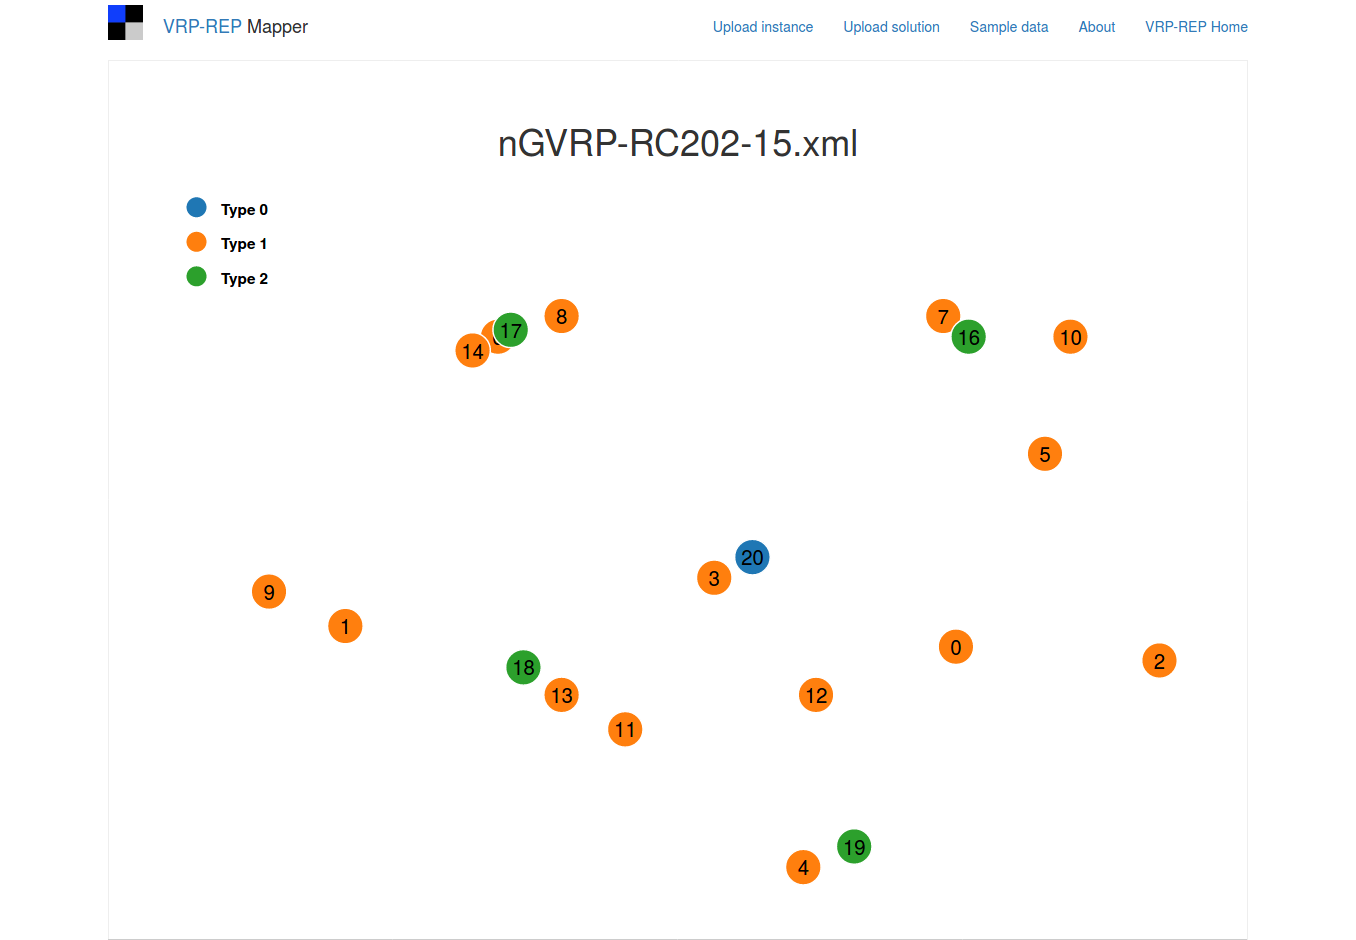 VRP-REP Mapper
Upload instance
Upload solution
Sample data
About
VRP-REP Home
nGVRP-RC202-15.xml
Type 0
Type 1
Type 2
8
7
17
16
10
14
5
20
3
9
1
0
2
18
13
12
11
19
4